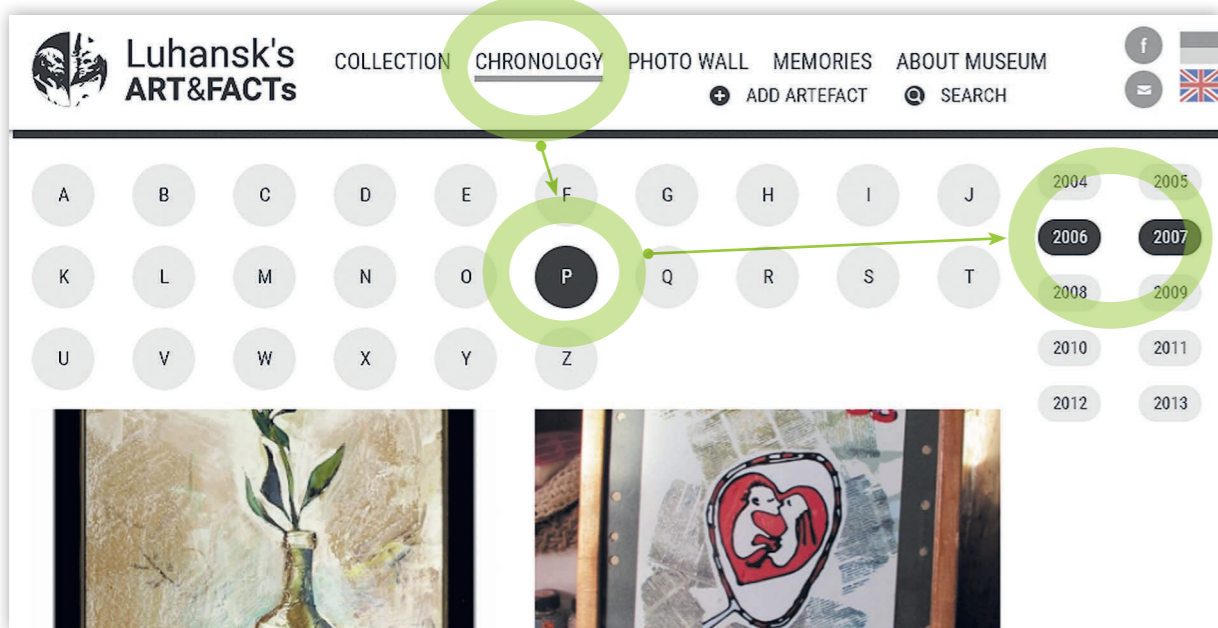 Luhansk's
ART&FACTs
COLLECTION CHRONOLOGY PHOTO WALL MEMORIES ABOUT MUSEUM
ADD ARTEFACT SEARCH
f
A B C D E F G H I J
K L M N O P Q R S T
U V W X Y Z
2004 2005
2006 2007
2008 2009
2010 2011
2012 2013